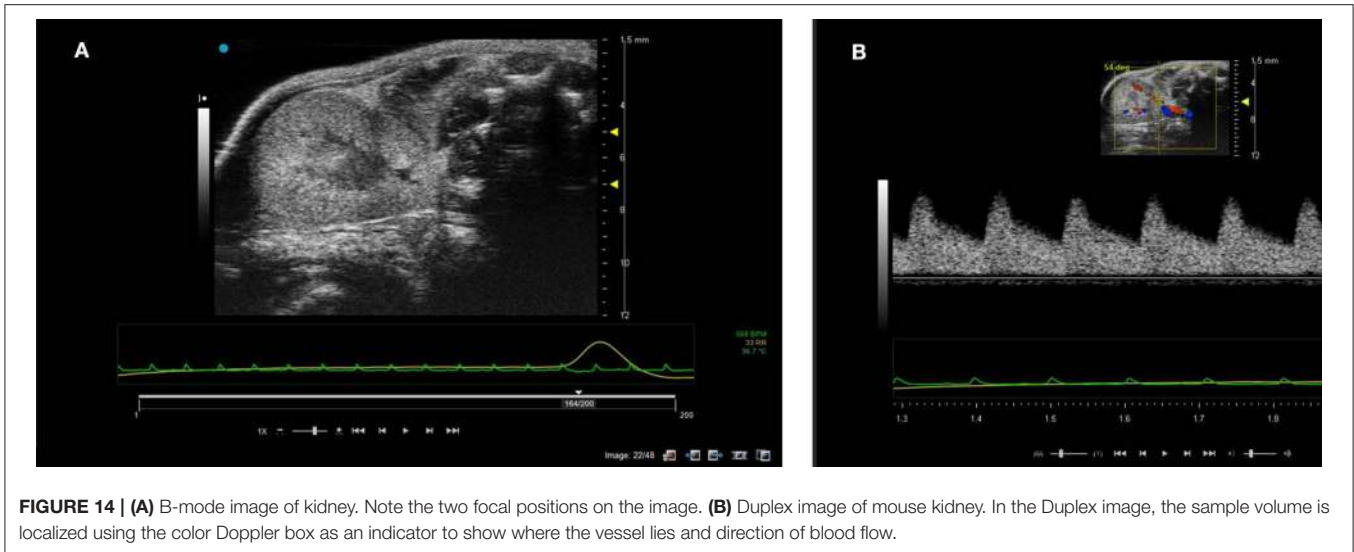 A
1,5 mm
4
6
8
10
12
33 RR
36.7 °C
1
164/200
200
1X
Image: 22/48
B
54 deg
1,5 mm
4
8
12
1.3
1.4
1.5
1.6
1.7
1.8
FIGURE 14 | (A) B-mode image of kidney. Note the two focal positions on the image. (B) Duplex image of mouse kidney. In the Duplex image, the sample volume is
localized using the color Doppler box as an indicator to show where the vessel lies and direction of blood flow.